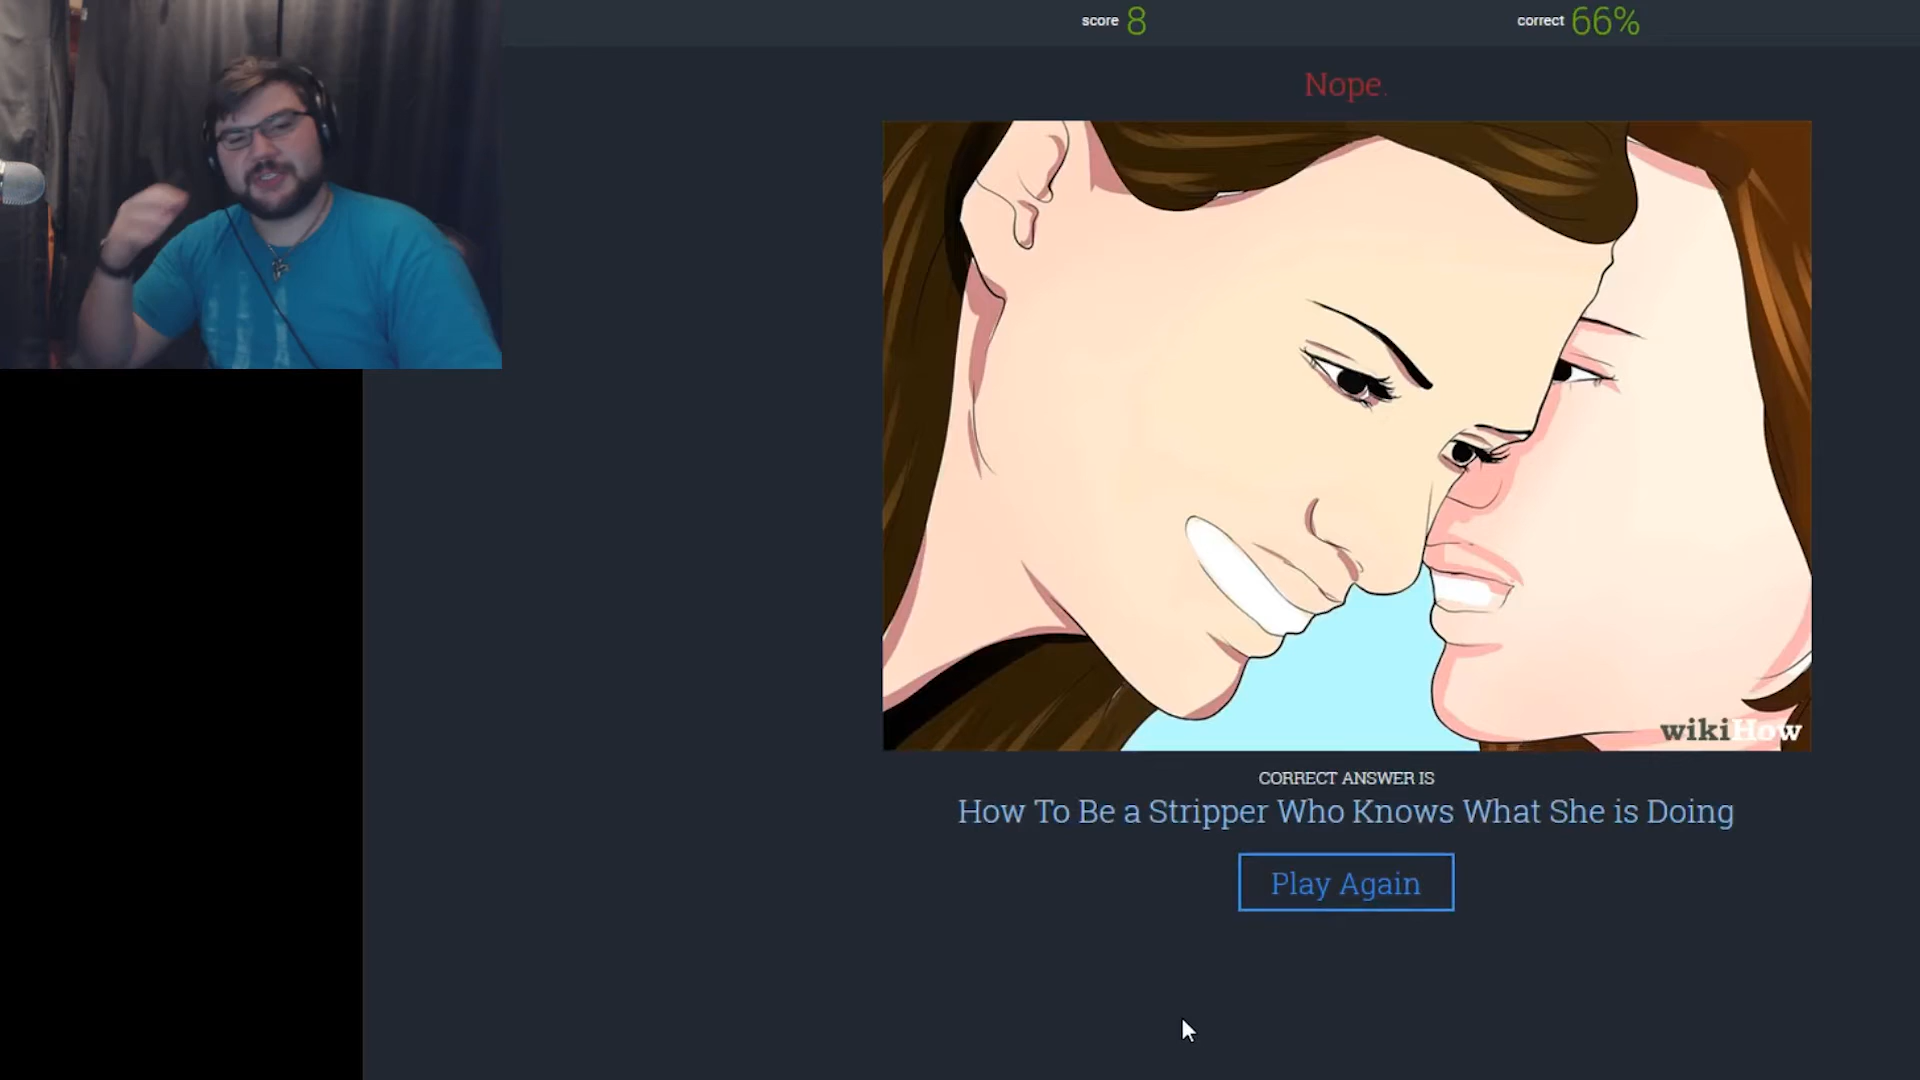 score 8
correct 66%
Nope.
wikiHow
CORRECT ANSWER IS
How To Be a Stripper Who Knows What She is Doing
Play Again